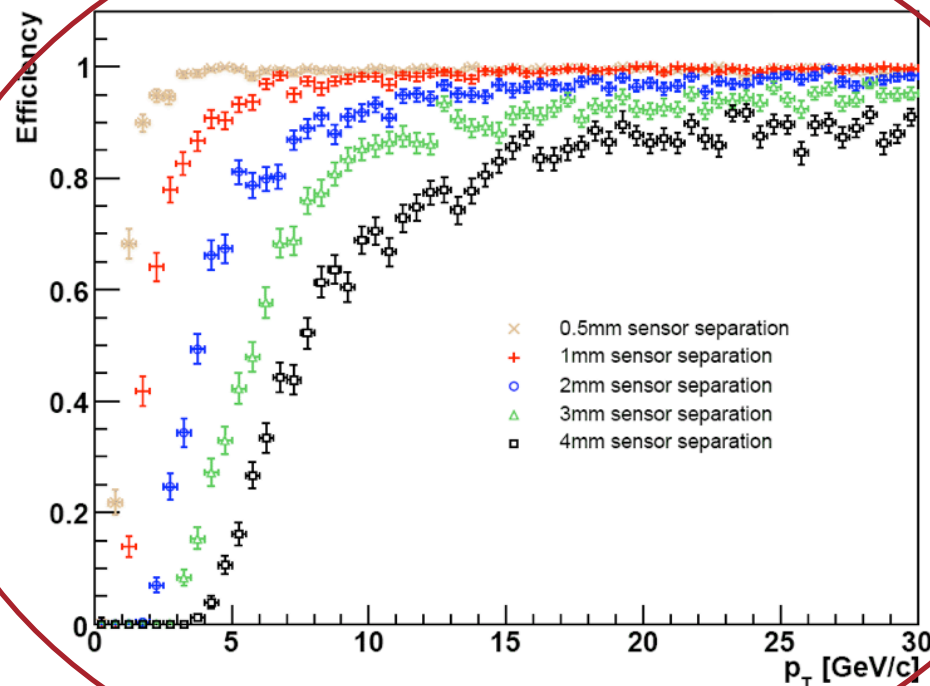 Efficiency
1
0.8
0.6
0.4
0.2
0
0.5mm sensor separation
1mm sensor separation
2mm sensor separation
3mm sensor separation
4mm sensor separation
0 5 10 15 20 25 30
p_T [GeV/c]